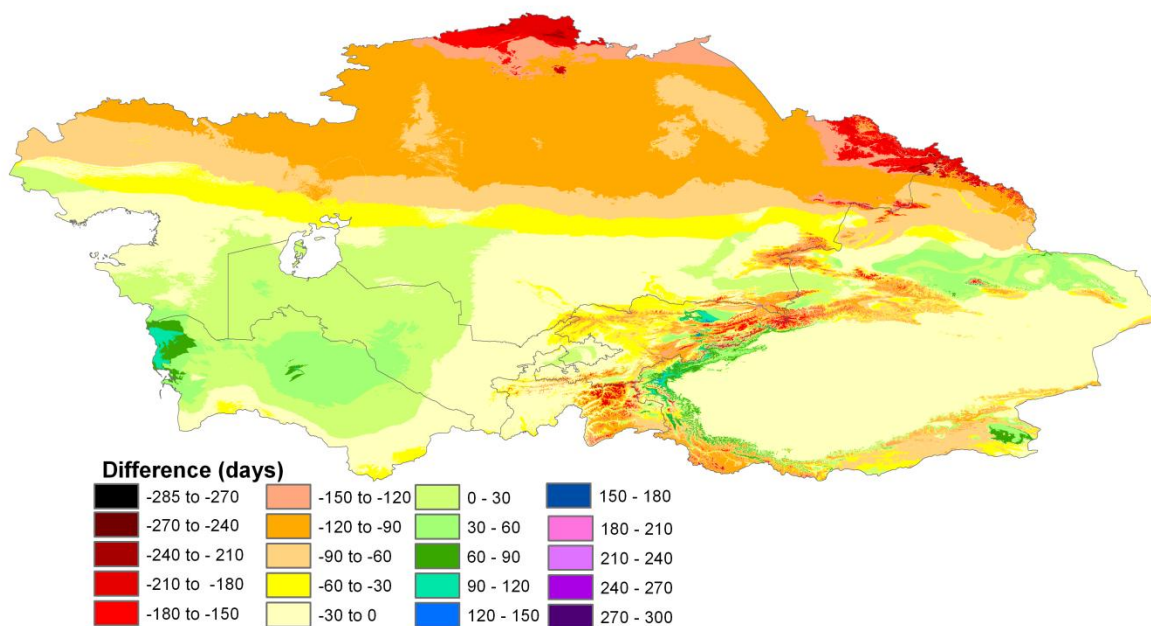 Difference (days)
-285 to -270
-270 to -240
-240 to - 210
-210 to -180
-180 to -150
-150 to -120
-120 to -90
-90 to -60
-60 to -30
-30 to 0
0 - 30
30 - 60
60 - 90
90 - 120
120 - 150
150 - 180
180 - 210
210 - 240
240 - 270
270 - 300